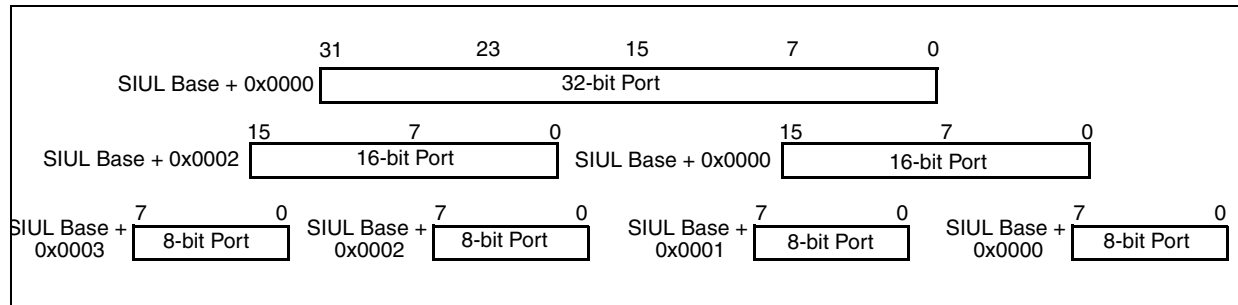 31 23 15 7 0
SIUL Base + 0x0000 32-bit Port
15 7 0 15 7 0
SIUL Base + 0x0002 16-bit Port SIUL Base + 0x0000 16-bit Port
7 0 7 0 7 0 7 0
SIUL Base + 8-bit Port SIUL Base + 8-bit Port SIUL Base + 8-bit Port SIUL Base + 8-bit Port
0x0003 0x0002 0x0001 0x0000